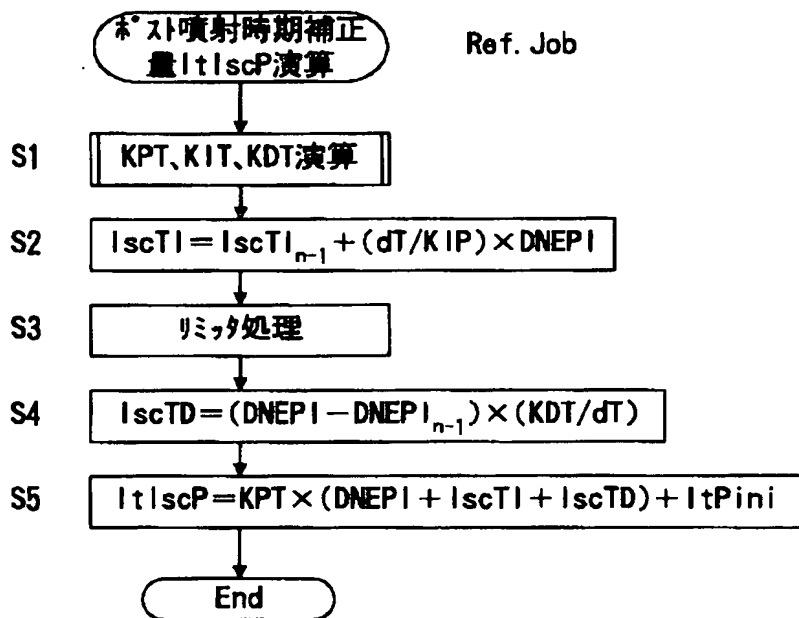 ポスト噴射時期補正
量ItIscP演算
Ref. Job
S1 KPT、KIT、KDT演算
S2 IscTI=IscTIn-1+(dT/KIP)×DNEPI
S3 リミッタ処理
S4 IscTD=(DNEPI-DNEPIn-1)×(KDT/dT)
S5 ItIscP=KPT×(DNEPI+IscTI+IscTD)+ItPini
End